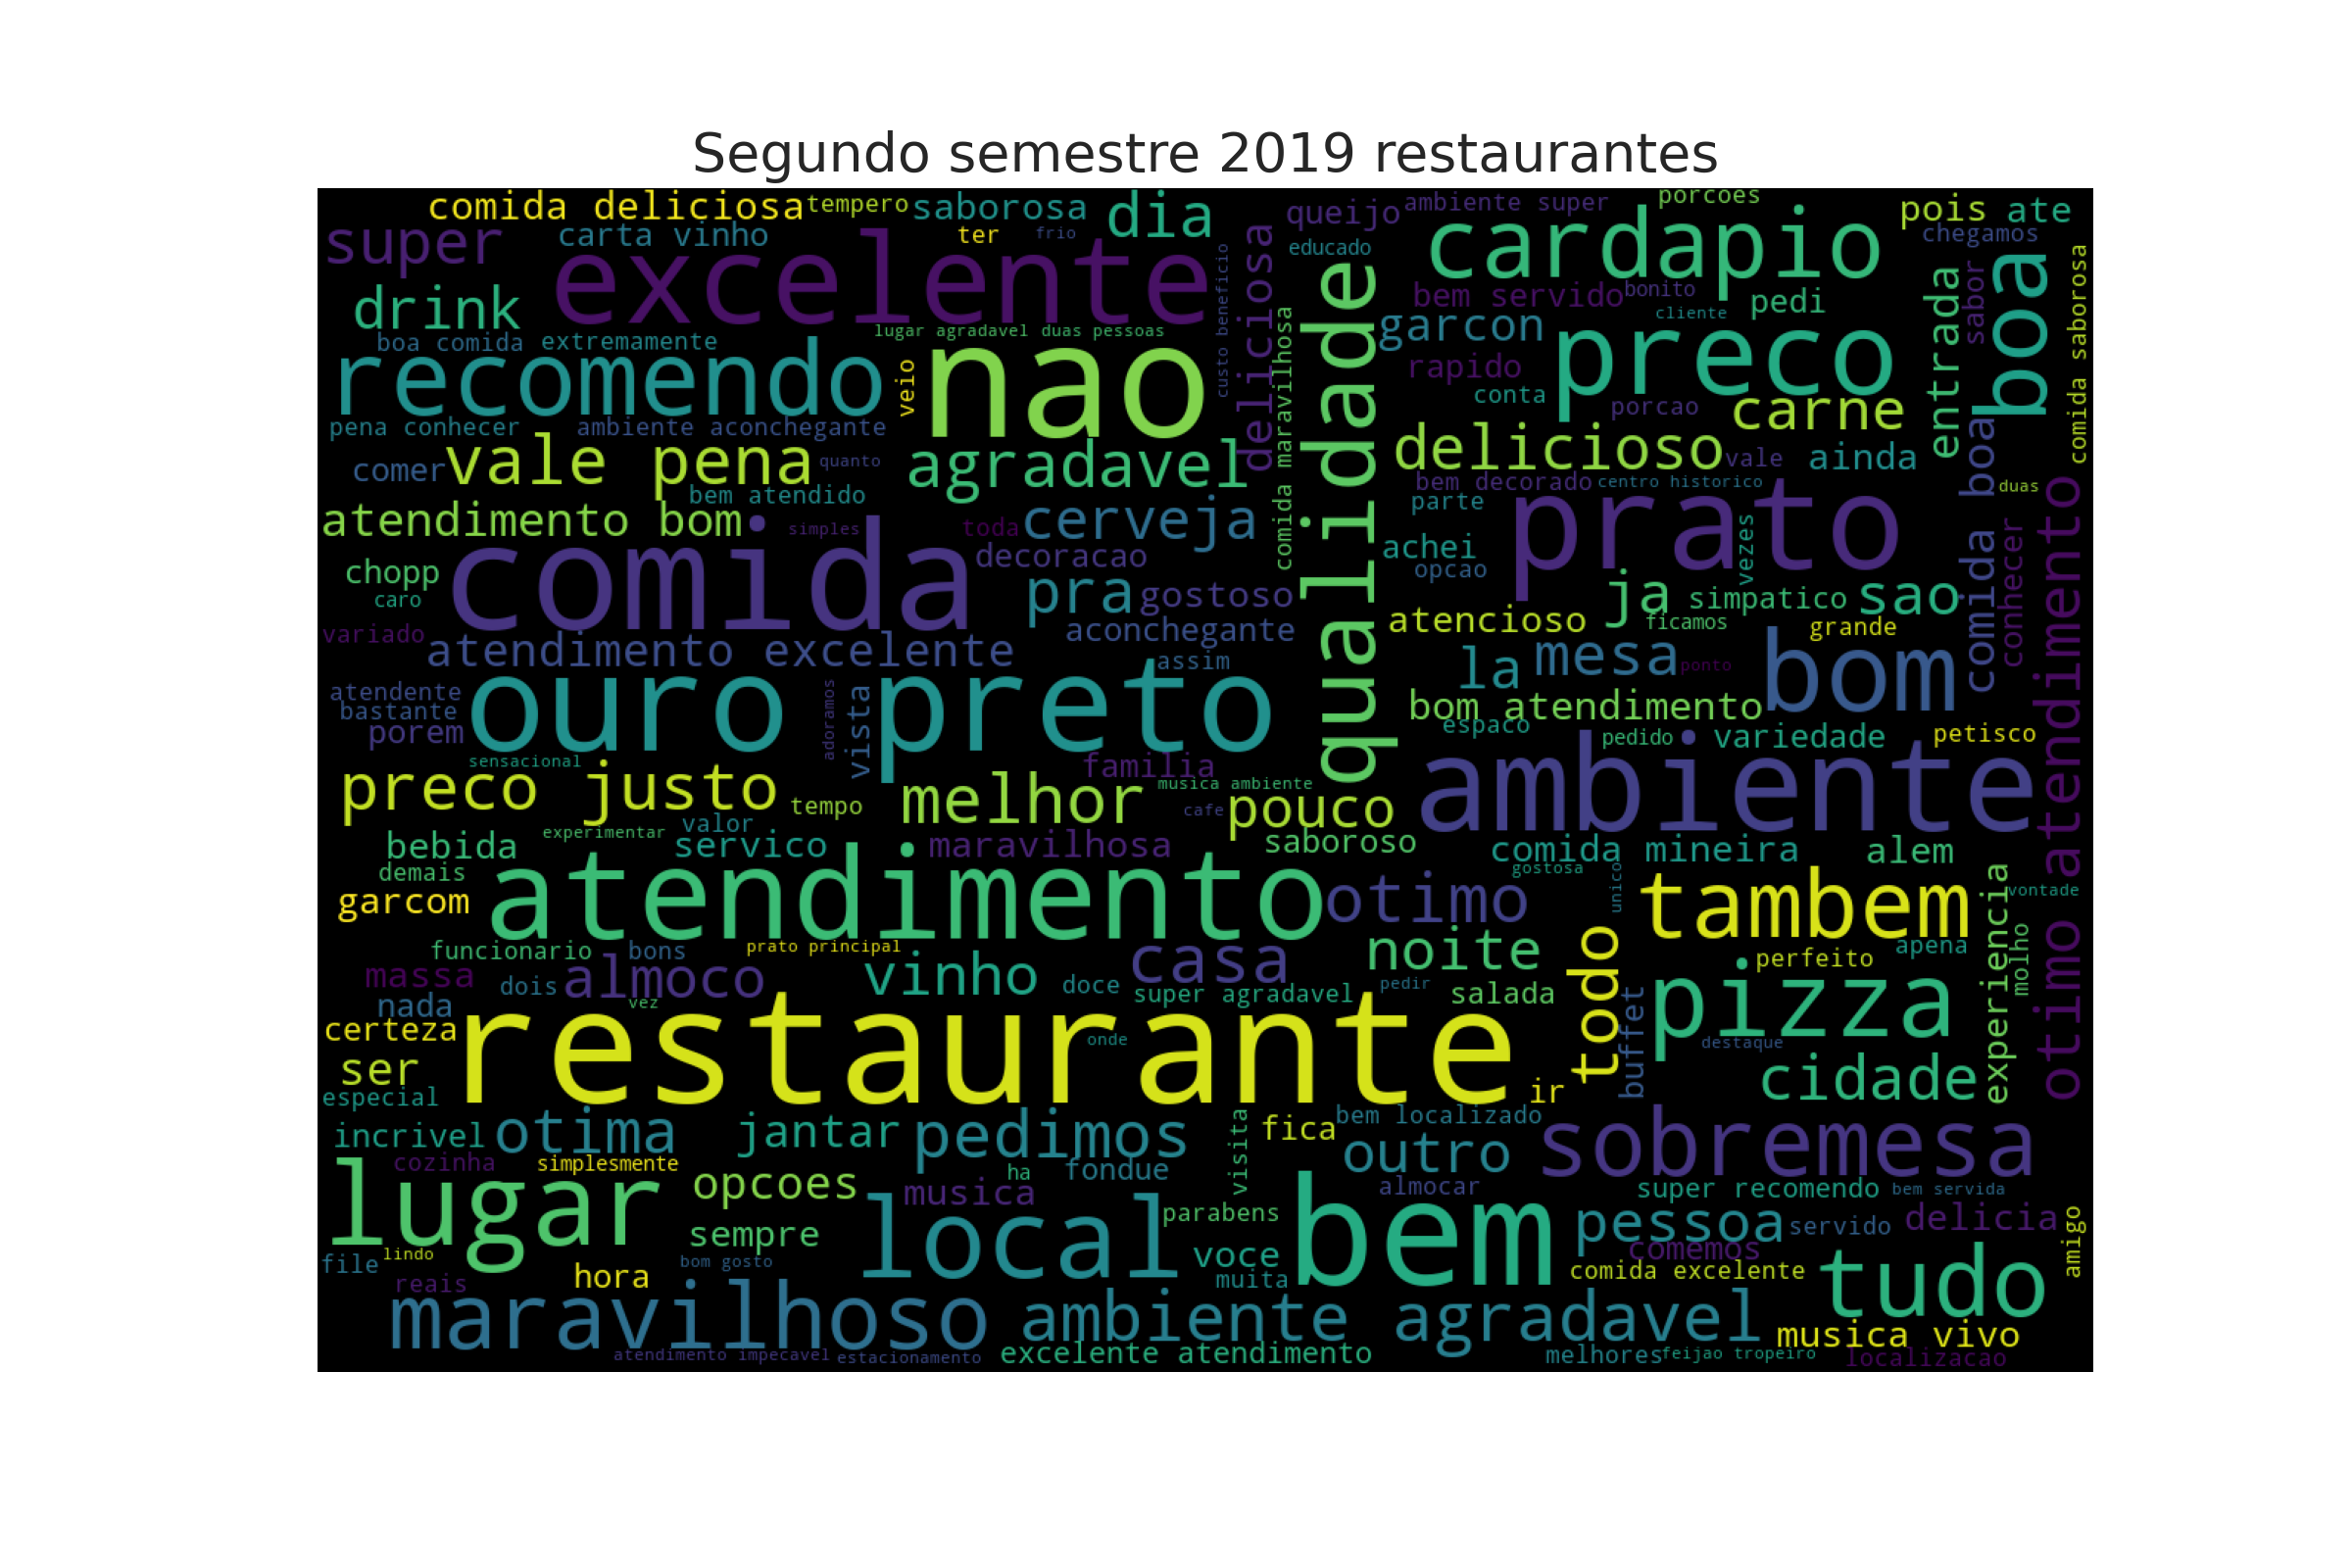 Segundo semestre 2019 restaurantes
comida deliciosa
tempero
saborosa
dia
queijo
ambiente super
porcoes
pois
ate
super
carta vinho
ter
frio
educado
cardapio
chegamos
excelente
deliciosa
custo beneficio
bem servido
bonito
pedi
sabor
boa
comida saborosa
drink
lugar agradavel
duas pessoas
garcon
cliente
entrada
boa comida
extremamente
recomendo
veio
nao
comida maravilhosa
qualidade
rapido
preco
conta
porcao
carne
pena conhecer
ambiente aconchegante
comer
vale pena
quanto
agradavel
delicioso
vale
ainda
bem atendido
bem decorado
centro historico
duas
atendimento bom
simples
toda
cerveja
parte
prato
comida boa
comida
decoracao
achei
vezes
conhecer
otimo atendimento
chopp
opcao
caro
pra
gostoso
ja
simpatico
sao
variado
aconchegante
atencioso
ficamos
grande
atendimento excelente
assim
la
mesa
ponto
bom
atendente
bastante
ouro preto
adoramos
vista
bom atendimento
porem
espaco
pedido
variedade
petisco
sensacional
familia
preco justo
tempo
melhor
musica ambiente
cafe
pouco
ambiente
experimentar
valor
bebida
servico
maravilhosa
saboroso
comida mineira
alem
demais
gostosa
unico
garcom
atendimento
otimo
tambem
experiencia
vontade
funcionario
bons
prato principal
casa
noite
todo
apena
molho
massa
almoco
vinho
doce
super agradavel
pedir
salada
perfeito
nada
dois
vez
buffet
pizza
certeza
restaurante
onde
destaque
ser
ir
cidade
especial
incrivel
otima
jantar
pedimos
visita
fica
bem localizado
outro
sobremesa
cozinha
simplesmente
ha
fondue
lugar
opcoes
musica
local
parabens
bem
almocar
super recomendo
bem servida
sempre
voce
pessoa
servido
delicia
file
lindo
bom gosto
muita
comemos
amigo
reais
hora
comida excelente
tudo
maravilhoso
ambiente agradavel
musica vivo
atendimento impecavel
estacionamento
excelente atendimento
melhores
feijao tropeiro
localizacao